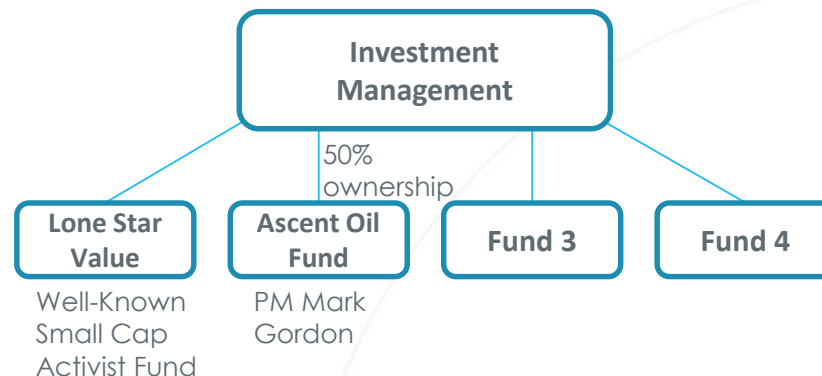 Investment
Management
50%
ownership
Lone Star
Value
Ascent Oil
Fund
Fund 3
Fund 4
Well-Known
Small Cap
Activist Fund
PM Mark
Gordon